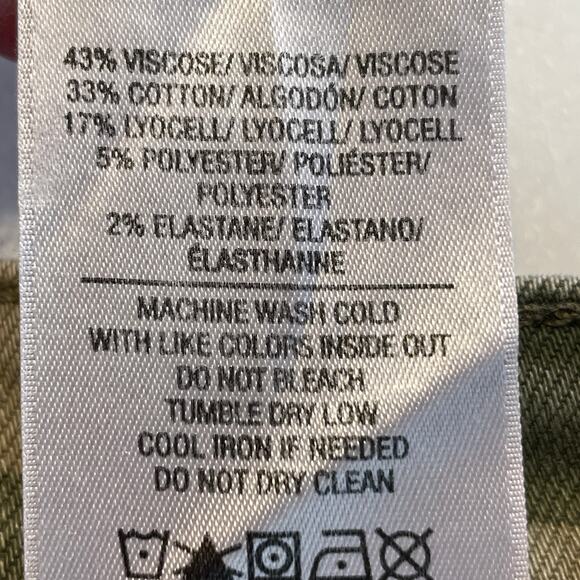 43% VISCOSE/ VISCOSA/ VISCOSE
33% COTTON/ ALGODÓN/ COTON
17% LYOCELL/ LYOCELL/ LYOCELL
5% POLYESTER/ POLIÉSTER/
POLYESTER
2% ELASTANE/ ELASTANO/
ÉLASTHANNE
MACHINE WASH COLD
WITH LIKE COLORS INSIDE OUT
DO NOT BLEACH
TUMBLE DRY LOW
COOL IRON IF NEEDED
DO NOT DRY CLEAN